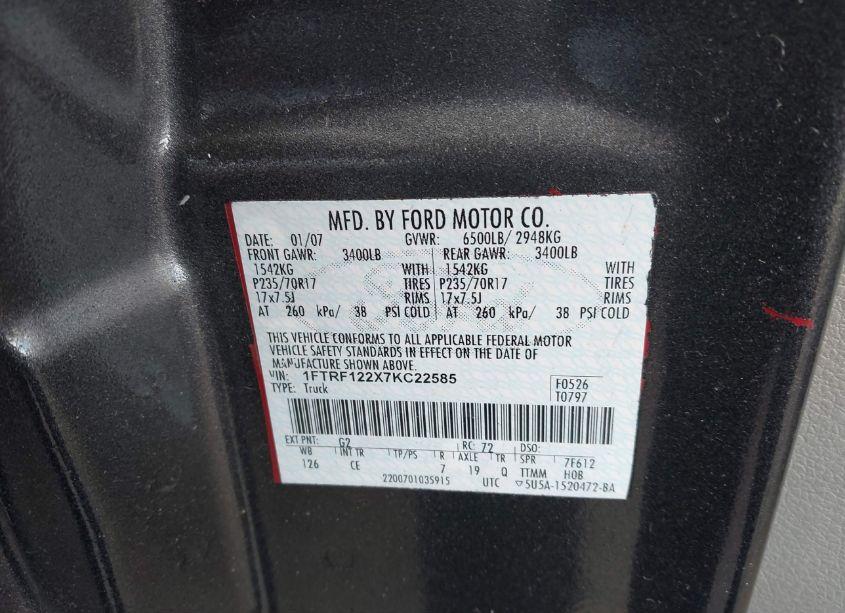 MFD. BY FORD MOTOR CO.
DATE: 01/07 GVWR: 6500LB/ 2948KG
FRONT GAWR: 3400LB REAR GAWR: 3400LB
1542KG WITH 1542KG WITH
P235/70R17 TIRES P235/70R17 TIRES
17x7.5J RIMS 17x7.5J RIMS
AT 260 kPa/ 38 PSI COLD AT 260 kPa/ 38 PSI COLD
THIS VEHICLE CONFORMS TO ALL APPLICABLE FEDERAL MOTOR
VEHICLE SAFETY STANDARDS IN EFFECT ON THE DATE OF
MANUFACTURE SHOWN ABOVE.
VIN: 1FTRF122X7KC22585
TYPE: Truck
F0526
T0797
EXT PNT: G2 RC: 72 DSO:
WB INT TR TP/PS R AXLE TR SPR 7F612
126 CE 7 19 Q TTMM HOB
2200701035915 UTC ▽5U5A-1520472-BA